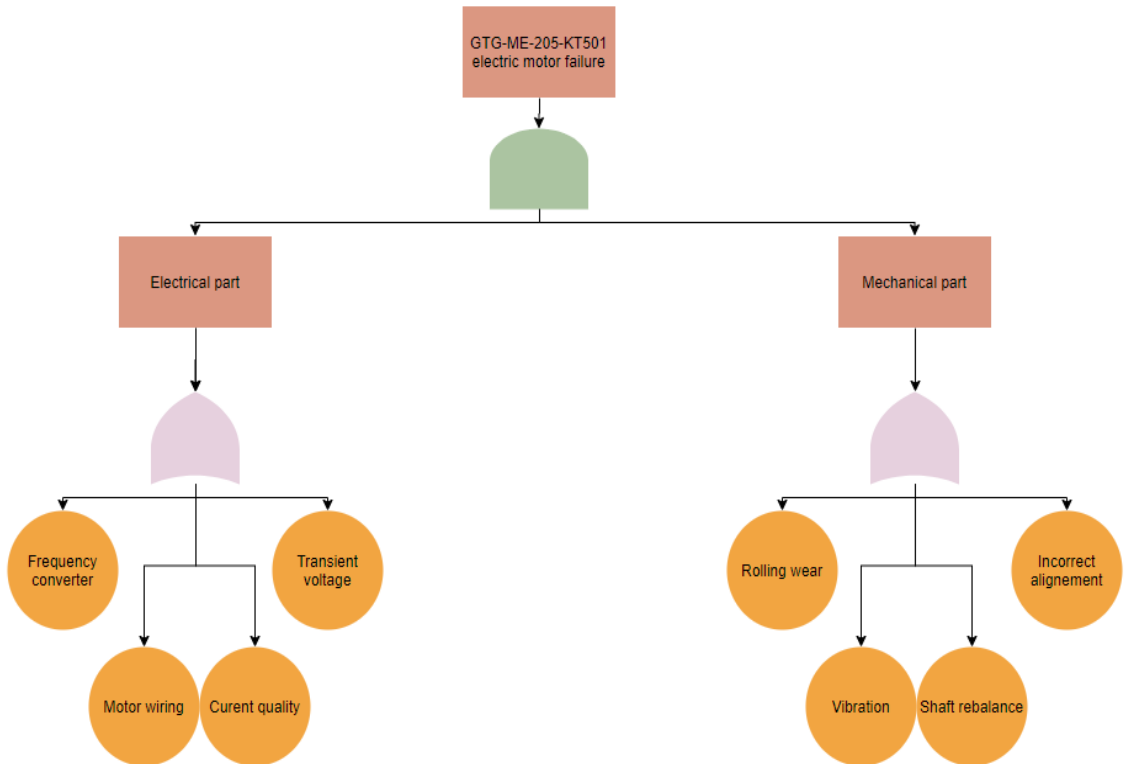 GTG-ME-205-KT501
electric motor failure
Electrical part
Mechanical part
Frequency
converter
Transient
voltage
Rolling wear
Incorrect
alignement
Motor wiring
Curent quality
Vibration
Shaft rebalance